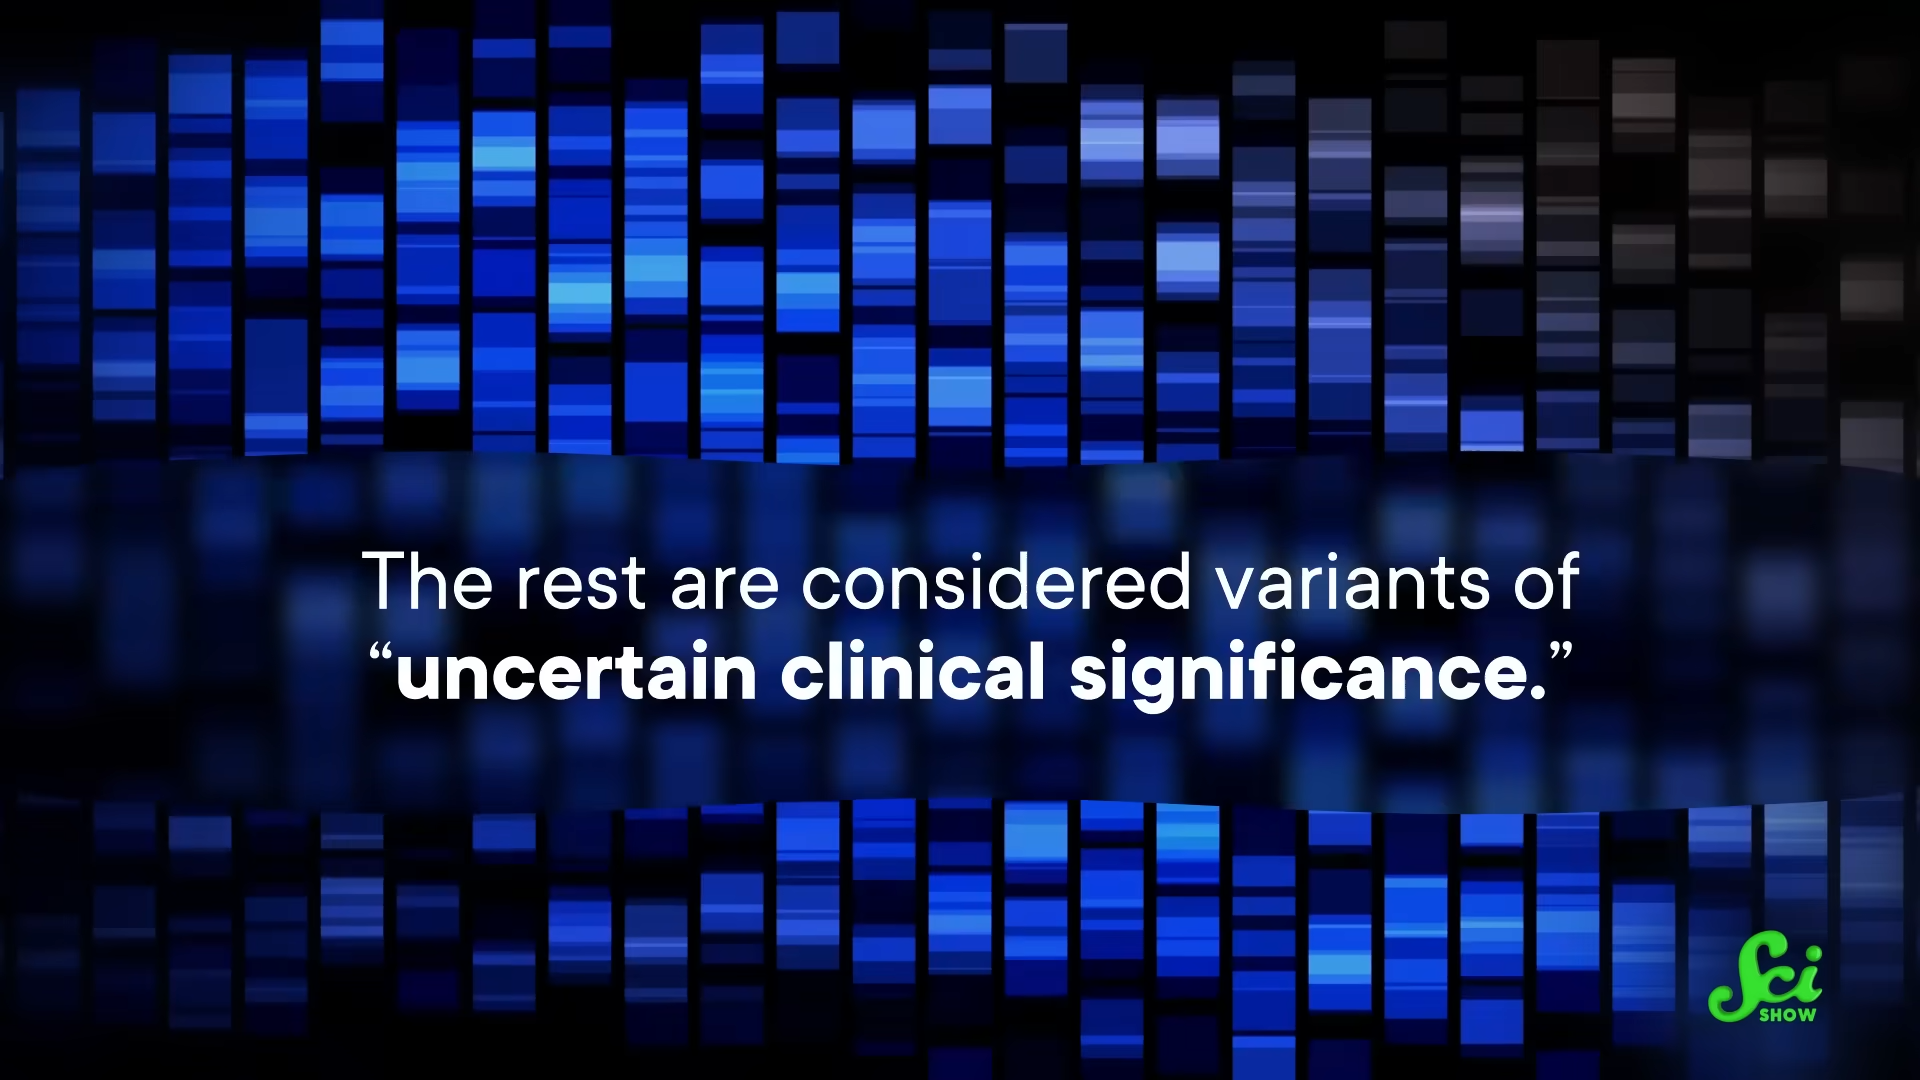 The rest are considered variants of
“uncertain clinical significance.”
Sci
SHOW